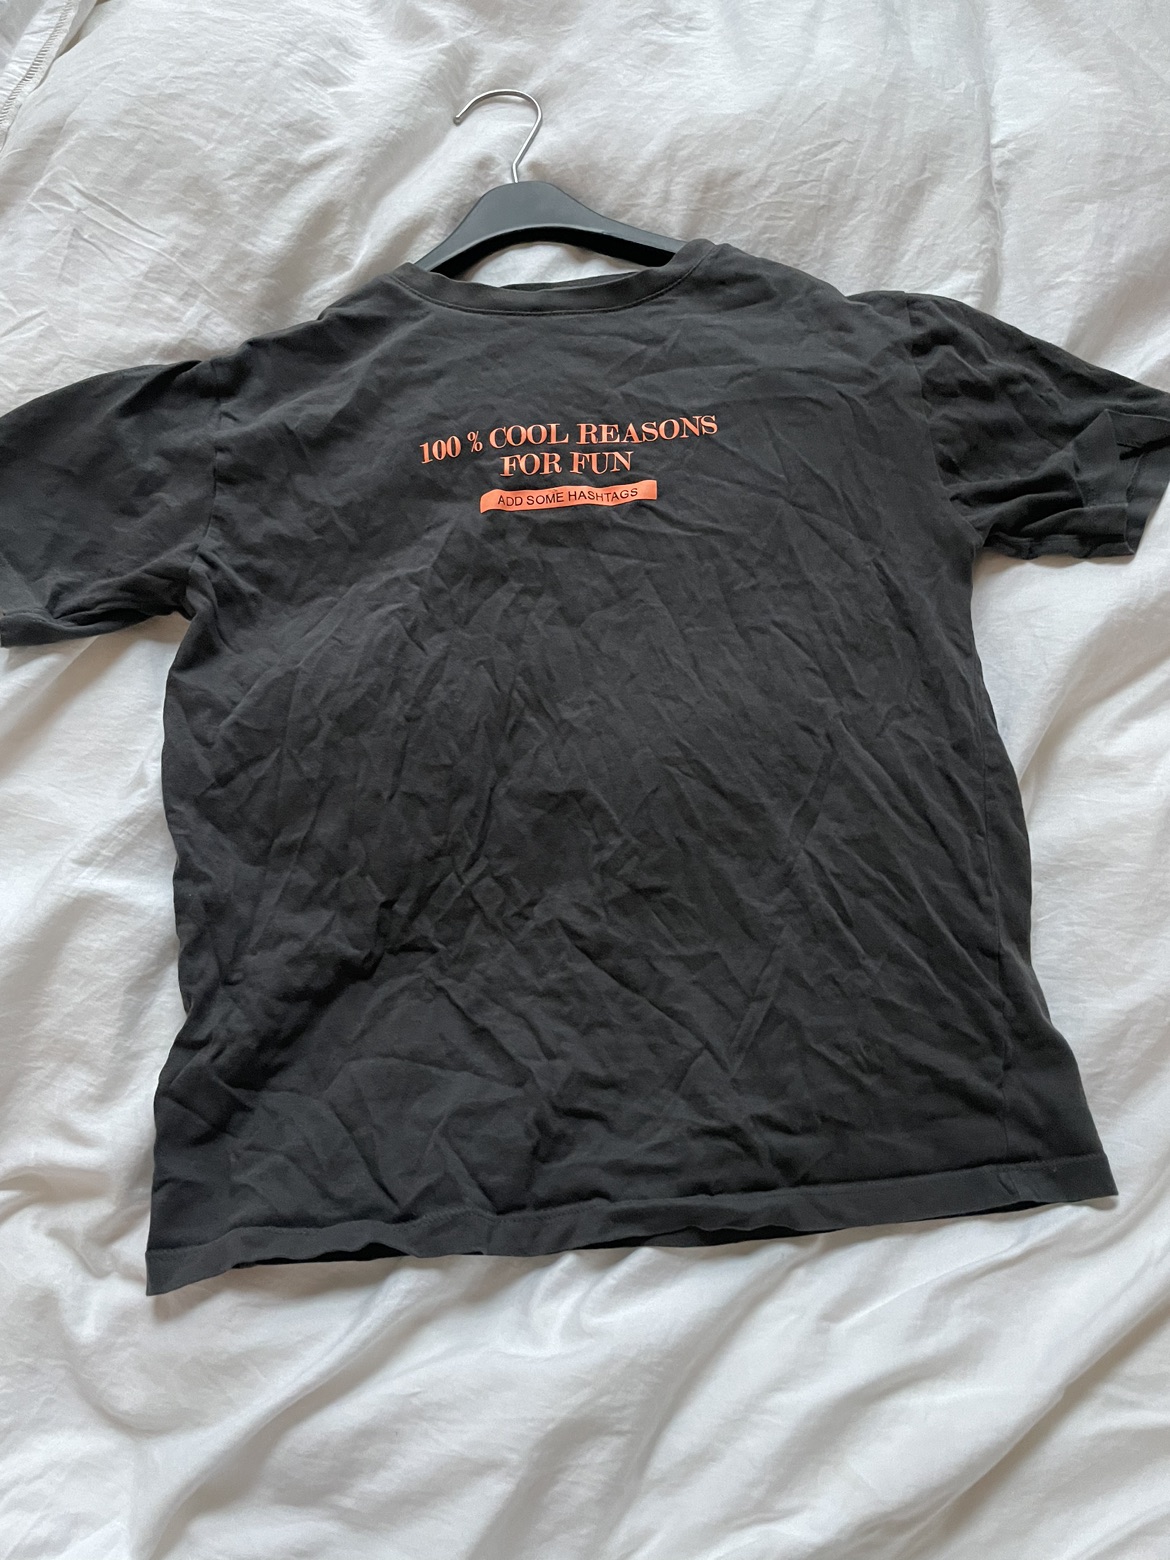 100 % COOL REASONS
FOR FUN
ADD SOME HASHTAGS